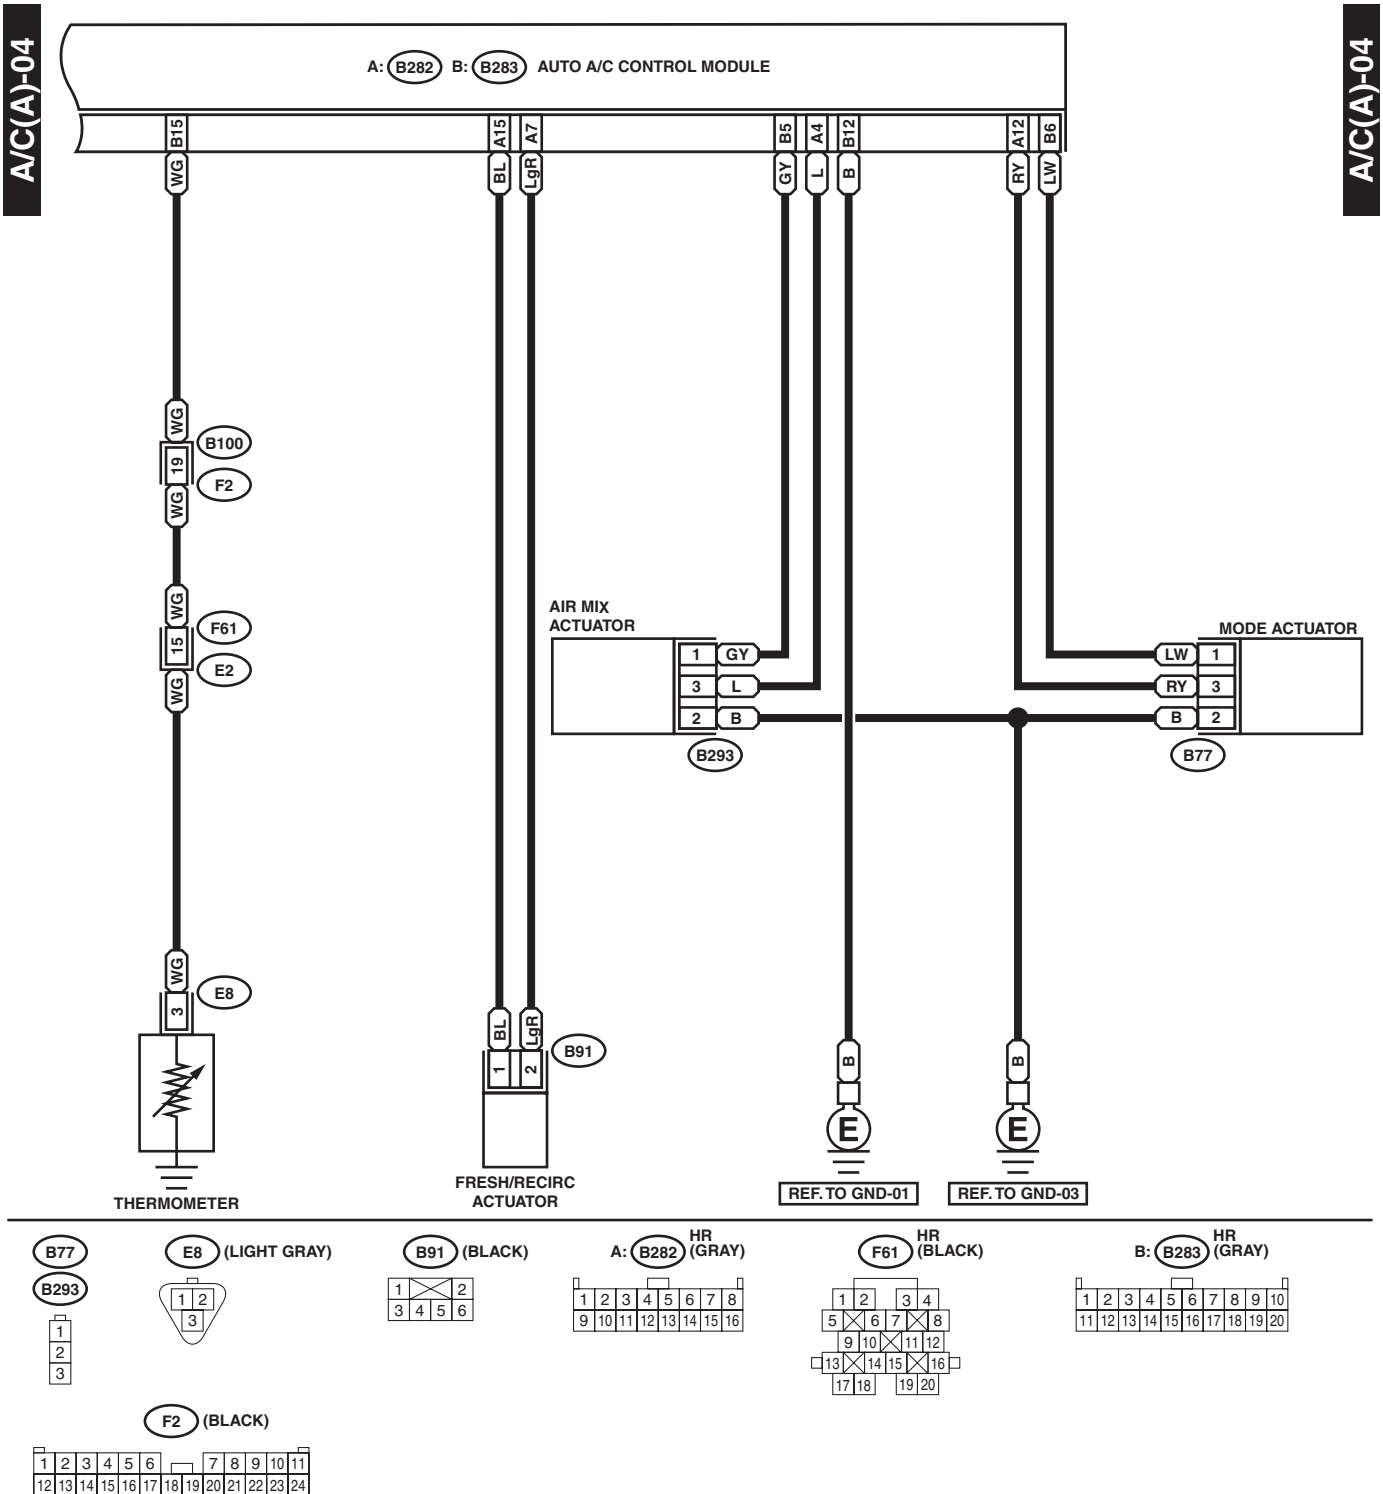 A/C(A)-04
A/C(A)-04
A: B282 B: B283 AUTO A/C CONTROL MODULE
B15 A15 A7 B5 A4 B12 A12 B6
WG BL LgR GY L B RY LW
WG
B100
19
F2
WG
WG
F61
15
E2
WG
AIR MIX
ACTUATOR
MODE ACTUATOR
1 GY LW 1
3 L RY 3
2 B B 2
B293 B77
WG
E8
3
BL LgR
B91
1 2
B B
E E
THERMOMETER
FRESH/RECIRC
ACTUATOR
REF. TO GND-01 REF. TO GND-03
B77
B293
1
2
3
E8 (LIGHT GRAY)
1 2
3
B91 (BLACK)
1 2
3 4 5 6
HR
A: B282 (GRAY)
1 2 3 4 5 6 7 8
9 10 11 12 13 14 15 16
HR
F61 (BLACK)
1 2 3 4
5 6 7 8
9 10 11 12
13 14 15 16
17 18 19 20
HR
B: B283 (GRAY)
1 2 3 4 5 6 7 8 9 10
11 12 13 14 15 16 17 18 19 20
F2 (BLACK)
1 2 3 4 5 6 7 8 9 10 11
12 13 14 15 16 17 18 19 20 21 22 23 24